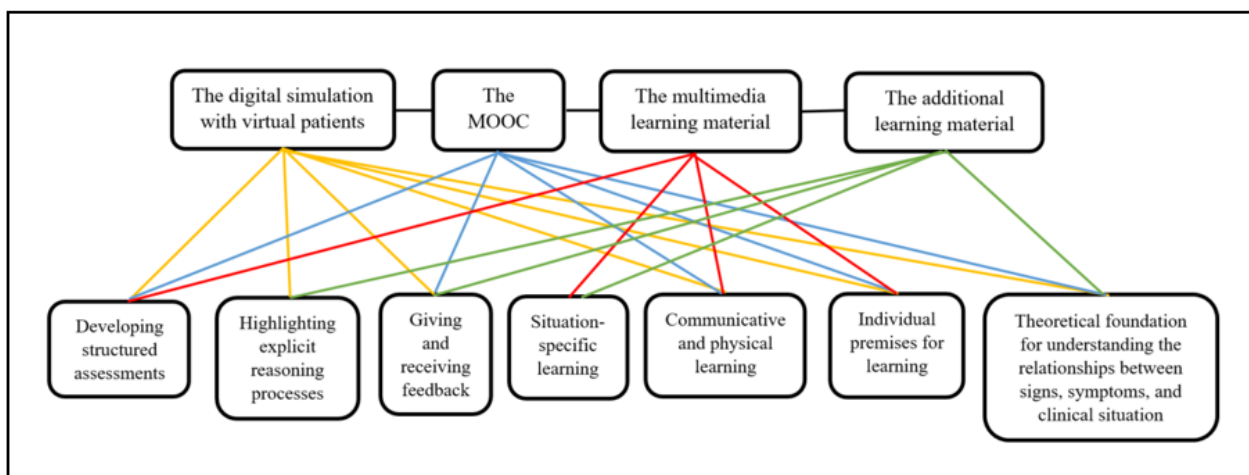 The digital simulation
with virtual patients
The
MOOC
The multimedia
learning material
The additional
learning material
Developing
structured
assessments
Highlighting
explicit
reasoning
processes
Giving
and
receiving
feedback
Situation-
specific
learning
Communicative
and physical
learning
Individual
premises for
learning
Theoretical foundation
for understanding the
relationships between
signs, symptoms, and
clinical situation